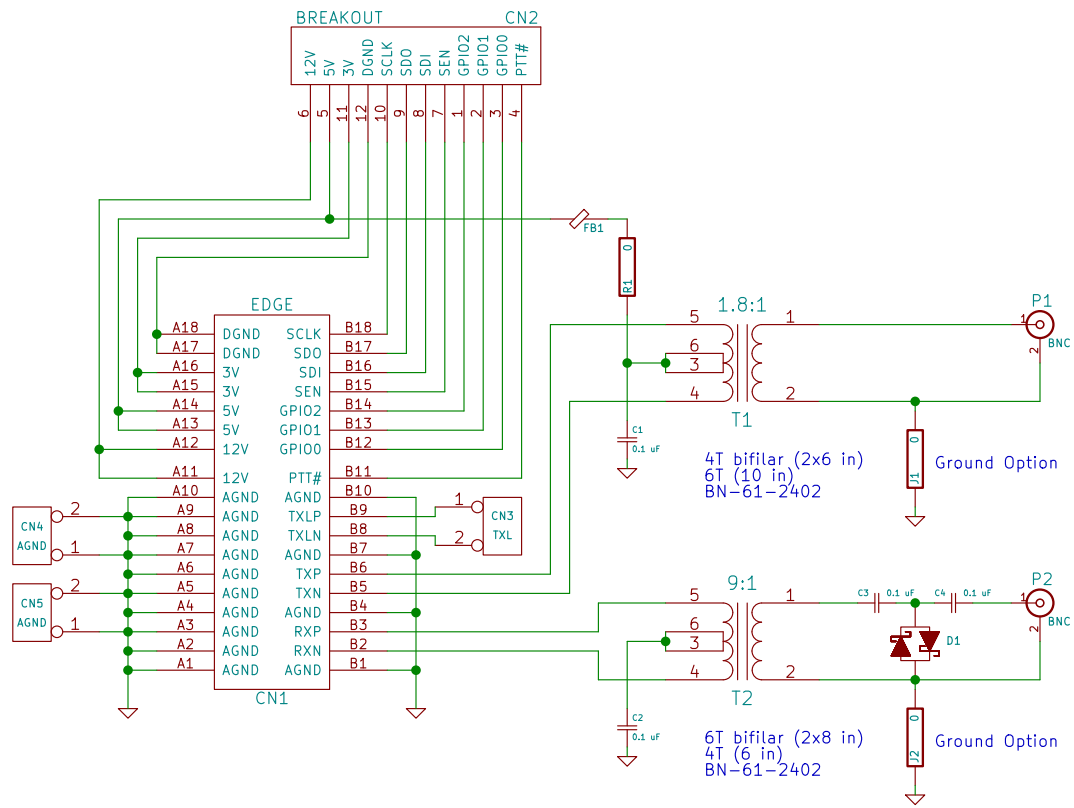 BREAKOUT CN2
12V 5V 3V DGND SCLK SDO SDI SEN GPIO2 GPIO1 GPIO0 PTT#
6 5 11 12 10 9 8 7 1 2 3 4
FB1
0
R1
EDGE
A18 DGND SCLK B18
A17 DGND SDO B17
A16 3V SDI B16
A15 3V SEN B15
A14 5V GPIO2 B14
A13 5V GPIO1 B13
A12 12V GPIO0 B12
A11 12V PTT# B11
A10 AGND AGND B10
A9 AGND TXLP B9
A8 AGND TXLN B8
A7 AGND AGND B7
A6 AGND TXP B6
A5 AGND TXN B5
A4 AGND AGND B4
A3 AGND RXP B3
A2 AGND RXN B2
A1 AGND AGND B1
CN1
2
CN4
AGND
1
2
CN5
AGND
1
1
CN3
TXL
2
1.8:1
5 1
6
3
4 2
T1
P1
1
BNC
2
C1
0.1 uF
4T bifilar (2x6 in)
6T (10 in)
BN-61-2402
0
J1
Ground Option
9:1
5 1
6
3
4 2
T2
C3 0.1 uF C4 0.1 uF
D1
P2
1
BNC
2
C2
0.1 uF
6T bifilar (2x8 in)
4T (6 in)
BN-61-2402
0
J2
Ground Option